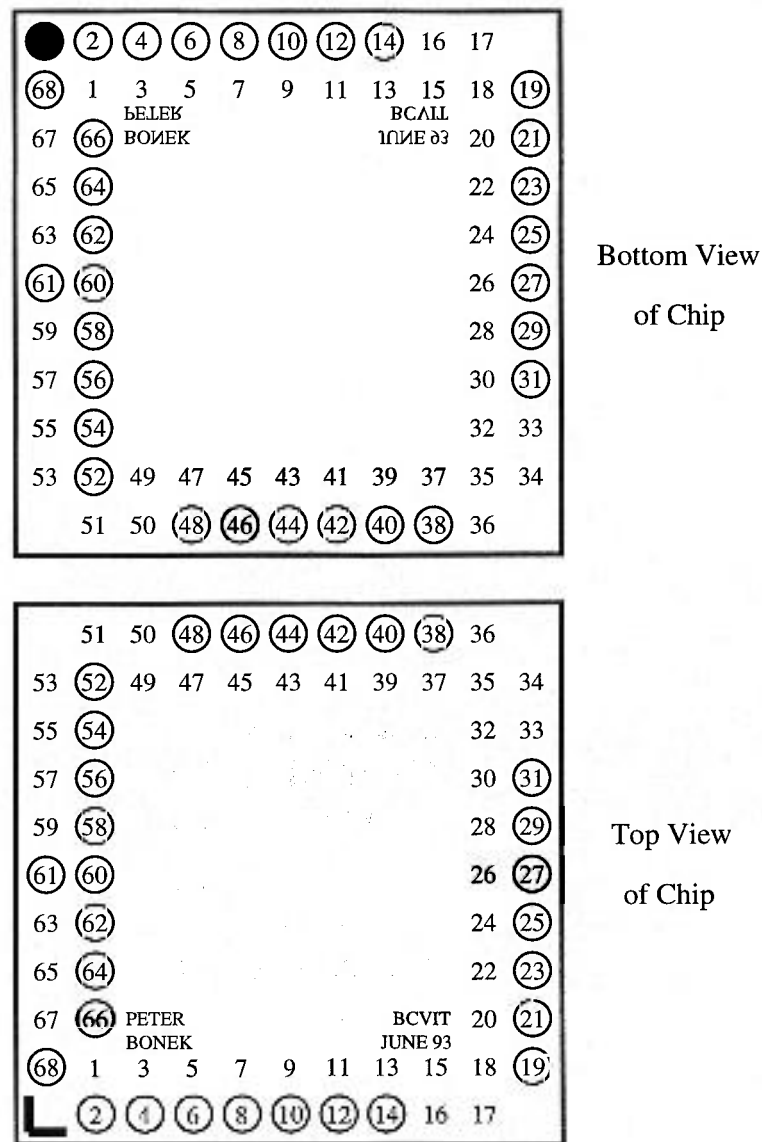 2 4 6 8 10 12 14 16 17
68 1 3 5 7 9 11 13 15 18 19
PETER BCVIT
67 66 BONEK JUNE 93 20 21
65 64 22 23
63 62 24 25
61 60 26 27
59 58 28 29
57 56 30 31
55 54 32 33
53 52 49 47 45 43 41 39 37 35 34
51 50 48 46 44 42 40 38 36
Bottom View
of Chip
51 50 48 46 44 42 40 38 36
53 52 49 47 45 43 41 39 37 35 34
55 54 32 33
57 56 30 31
59 58 28 29
61 60 26 27
63 62 24 25
65 64 22 23
67 66 PETER BCVIT 20 21
BONEK JUNE 93
68 1 3 5 7 9 11 13 15 18 19
2 4 6 8 10 12 14 16 17
Top View
of Chip